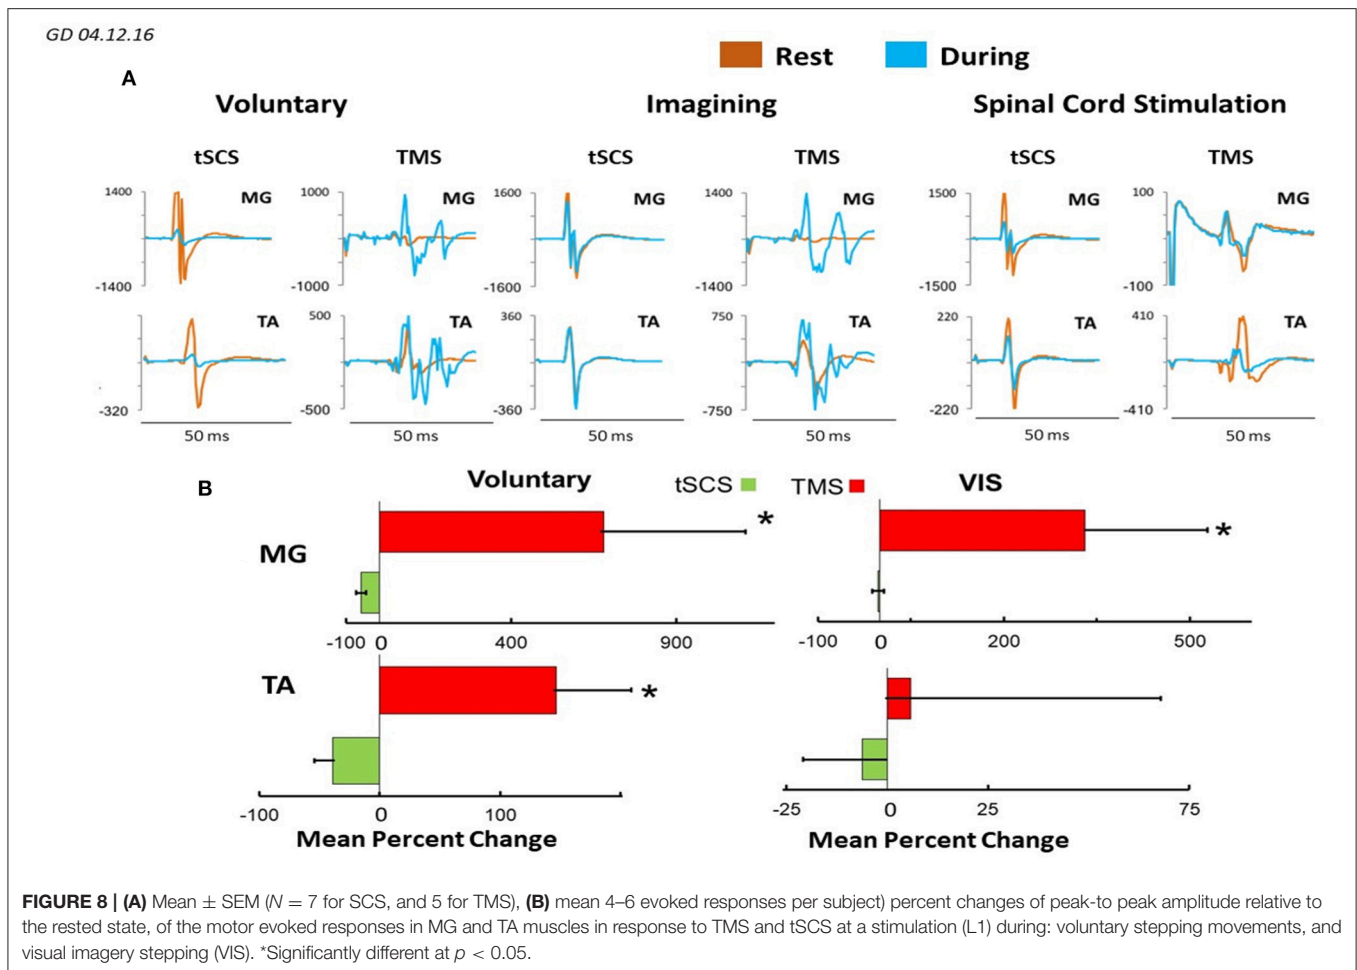 GD 04.12.16
Rest During
A
Voluntary Imagining Spinal Cord Stimulation
tSCS TMS tSCS TMS tSCS TMS
1400 MG 1000 MG 1600 MG 1400 MG 1500 MG 100 MG
-1400 -1000 -1600 -1400 -1500 -100
TA 500 TA 360 TA 750 TA 220 TA 410 TA
-320 -500 -360 -750 -220 -410
50 ms 50 ms 50 ms 50 ms 50 ms 50 ms
B
Voluntary tSCS TMS VIS
MG * *
-100 0 400 900 -100 0 200 500
TA *
-100 0 100 -25 0 25 75
Mean Percent Change Mean Percent Change
FIGURE 8 | (A) Mean ± SEM (N = 7 for SCS, and 5 for TMS), (B) mean 4–6 evoked responses per subject) percent changes of peak-to peak amplitude relative to
the rested state, of the motor evoked responses in MG and TA muscles in response to TMS and tSCS at a stimulation (L1) during: voluntary stepping movements, and
visual imagery stepping (VIS). *Significantly different at p < 0.05.